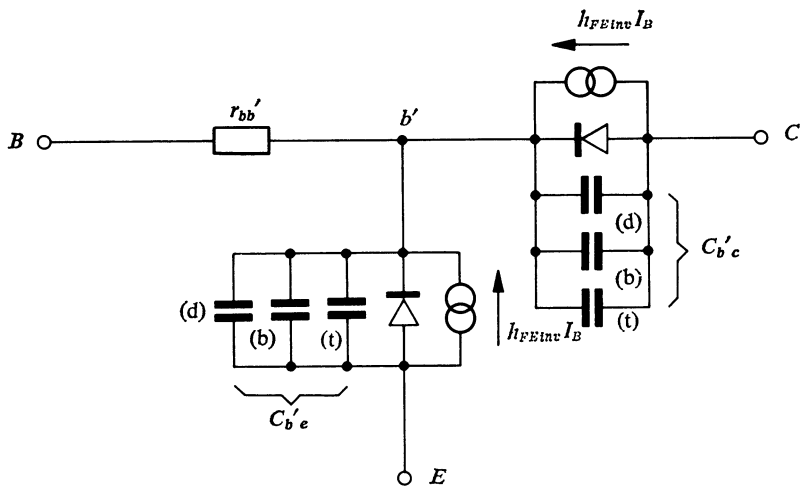 h_FEinv I_B
r_bb'
b'
B
C
(d)
C_b'c
(b)
(t)
(d)
(b)
(t)
h_FEinv I_B
C_b'e
E